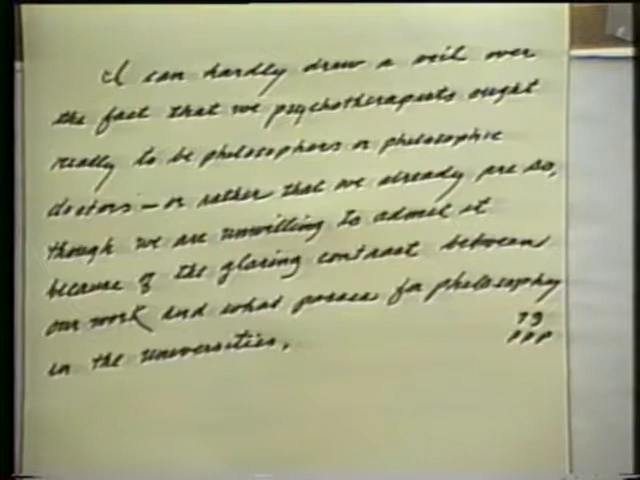 I can hardly draw a veil over
the fact that we psychotherapists ought
really to be philosophers or philosophic
doctors – or rather that we already are so,
though we are unwilling to admit it
because of the glaring contrast between
our work and what passes for philosophy
in the universities.
73
PPP